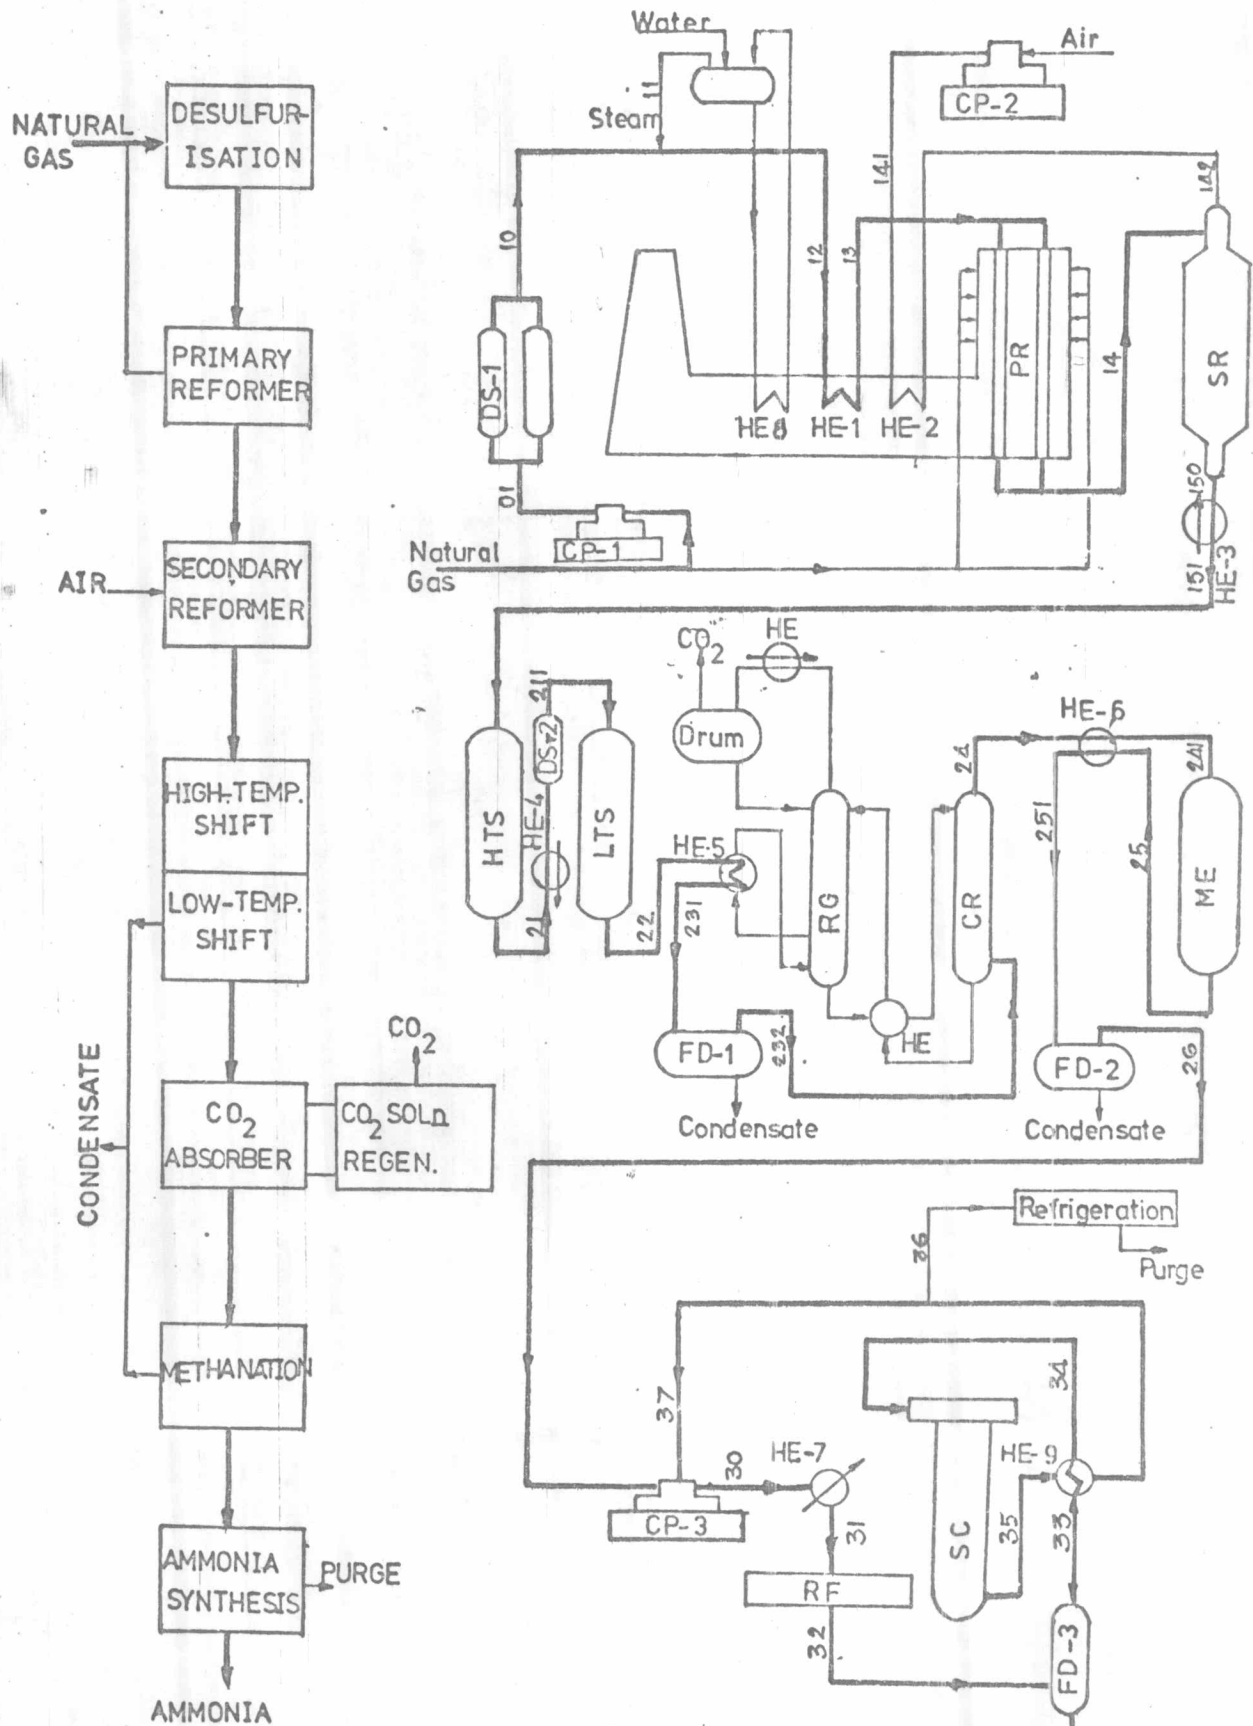 NATURAL
GAS
DESULFUR-
ISATION
PRIMARY
REFORMER
AIR
SECONDARY
REFORMER
HIGH-TEMP.
SHIFT
LOW-TEMP.
SHIFT
CONDENSATE
CO2
CO2
ABSORBER
CO2 SOLn
REGEN.
METHANATION
AMMONIA
SYNTHESIS
PURGE
AMMONIA
Water
11
Steam
Air
CP-2
141
142
10
12
13
DS-1
PR
14
SR
HE8
HE-1
HE-2
01
CP-1
Natural
Gas
150
151
HE-3
CO2
HE
Drum
HE-6
24
241
211
DS-2
HTS
HE-4
LTS
HE-5
RG
CR
251
25
ME
21
22
231
FD-1
232
HE
FD-2
26
Condensate
Condensate
36
Refrigeration
Purge
37
34
30
HE-7
HE-9
CP-3
31
SC
35
33
RF
32
FD-3